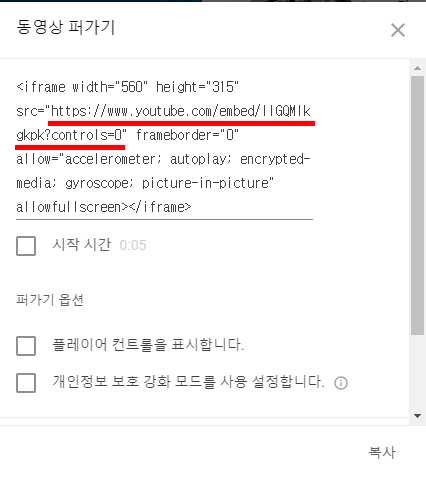 동영상 퍼가기
<iframe width="560" height="315"
src="https://www.youtube.com/embed/IIGQMIk
gkpk?controls=0" frameborder="0"
allow="accelerometer; autoplay; encrypted-
media; gyroscope; picture-in-picture"
allowfullscreen></iframe>
시작 시간 0:05
퍼가기 옵션
플레이어 컨트롤을 표시합니다.
개인정보 보호 강화 모드를 사용 설정합니다.
복사